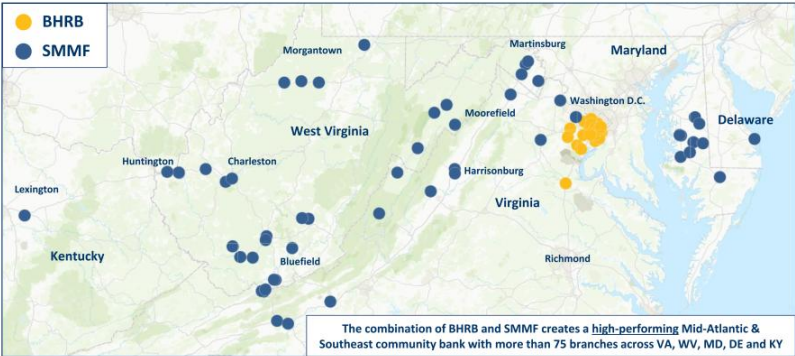 BHRB
SMMF
Morgantown
Martinsburg
Maryland
Washington D.C.
Moorefield
West Virginia
Delaware
Huntington
Charleston
Harrisonburg
Lexington
Virginia
Kentucky
Bluefield
Richmond
The combination of BHRB and SMMF creates a high-performing Mid-Atlantic &
Southeast community bank with more than 75 branches across VA, WV, MD, DE and KY